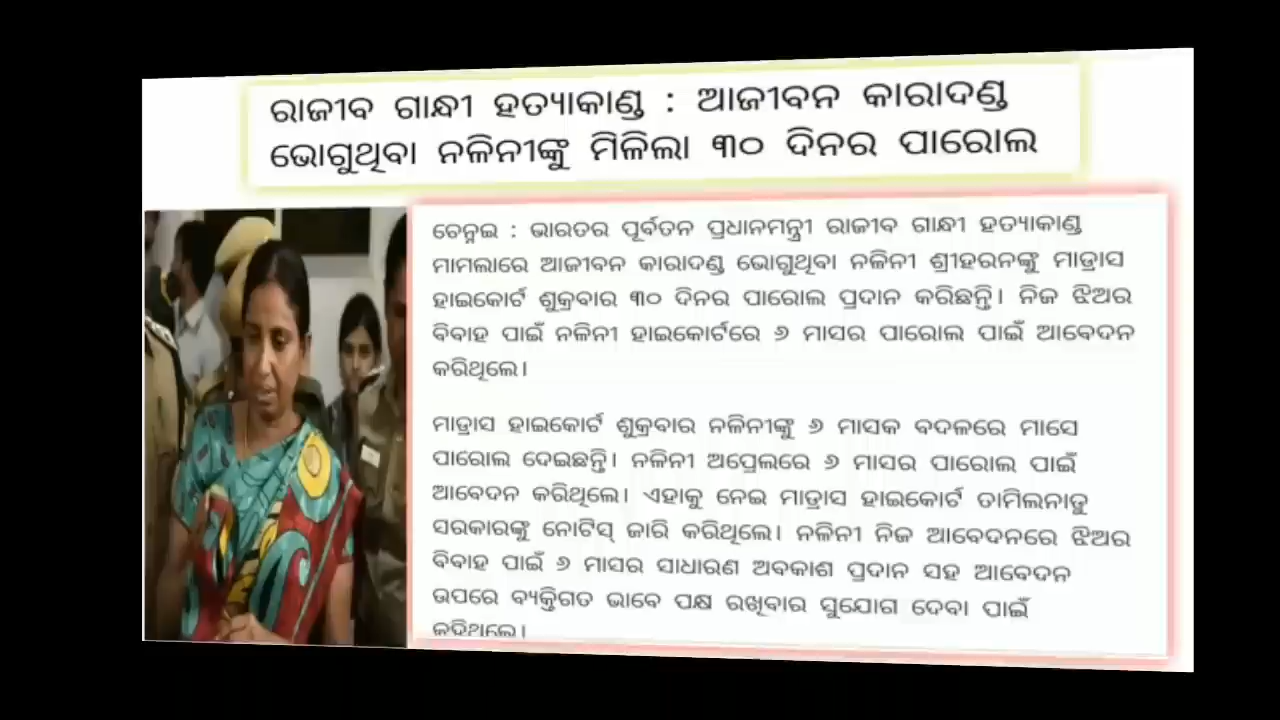 ରାଜୀବ ଗାନ୍ଧୀ ହତ୍ୟାକାଣ୍ଡ : ଆଜୀବନ କାରାଦଣ୍ଡ
ଭୋଗୁଥିବା ନଳିନୀଙ୍କୁ ମିଳିଲା ୩୦ ଦିନର ପାରୋଲ
ଚେନ୍ନଇ : ଭାରତର ପୂର୍ବତନ ପ୍ରଧାନମନ୍ତ୍ରୀ ରାଜୀବ ଗାନ୍ଧୀ ହତ୍ୟାକାଣ୍ଡ
ମାମଲାରେ ଆଜୀବନ କାରାଦଣ୍ଡ ଭୋଗୁଥିବା ନଳିନୀ ଶ୍ରୀହରନଙ୍କୁ ମାଡ୍ରାସ
ହାଇକୋର୍ଟ ଶୁକ୍ରବାର ୩୦ ଦିନର ପାରୋଲ ପ୍ରଦାନ କରିଛନ୍ତି। ନିଜ ଝିଅର
ବିବାହ ପାଇଁ ନଳିନୀ ହାଇକୋର୍ଟରେ ୬ ମାସର ପାରୋଲ ପାଇଁ ଆବେଦନ
କରିଥିଲେ।
ମାଡ୍ରାସ ହାଇକୋର୍ଟ ଶୁକ୍ରବାର ନଳିନୀଙ୍କୁ ୬ ମାସକ ବଦଳରେ ମାସେ
ପାରୋଲ ଦେଇଛନ୍ତି। ନଳିନୀ ଅପ୍ରେଲରେ ୬ ମାସର ପାରୋଲ ପାଇଁ
ଆବେଦନ କରିଥିଲେ। ଏହାକୁ ନେଇ ମାଡ୍ରାସ ହାଇକୋର୍ଟ ତାମିଲନାଡୁ
ସରକାରଙ୍କୁ ନୋଟିସ୍ ଜାରି କରିଥିଲେ। ନଳିନୀ ନିଜ ଆବେଦନରେ ଝିଅର
ବିବାହ ପାଇଁ ୬ ମାସର ସାଧାରଣ ଅବକାଶ ପ୍ରଦାନ ସହ ଆବେଦନ
ଉପରେ ବ୍ୟକ୍ତିଗତ ଭାବେ ପକ୍ଷ ରଖିବାର ସୁଯୋଗ ଦେବା ପାଇଁ
କହିଥିଲେ।